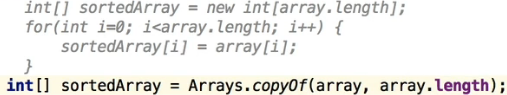 int[] sortedArray = new int[array.length];
for(int i=0; i<array.length; i++) {
sortedArray[i] = array[i];
}
int[] sortedArray = Arrays.copyOf(array, array.length);